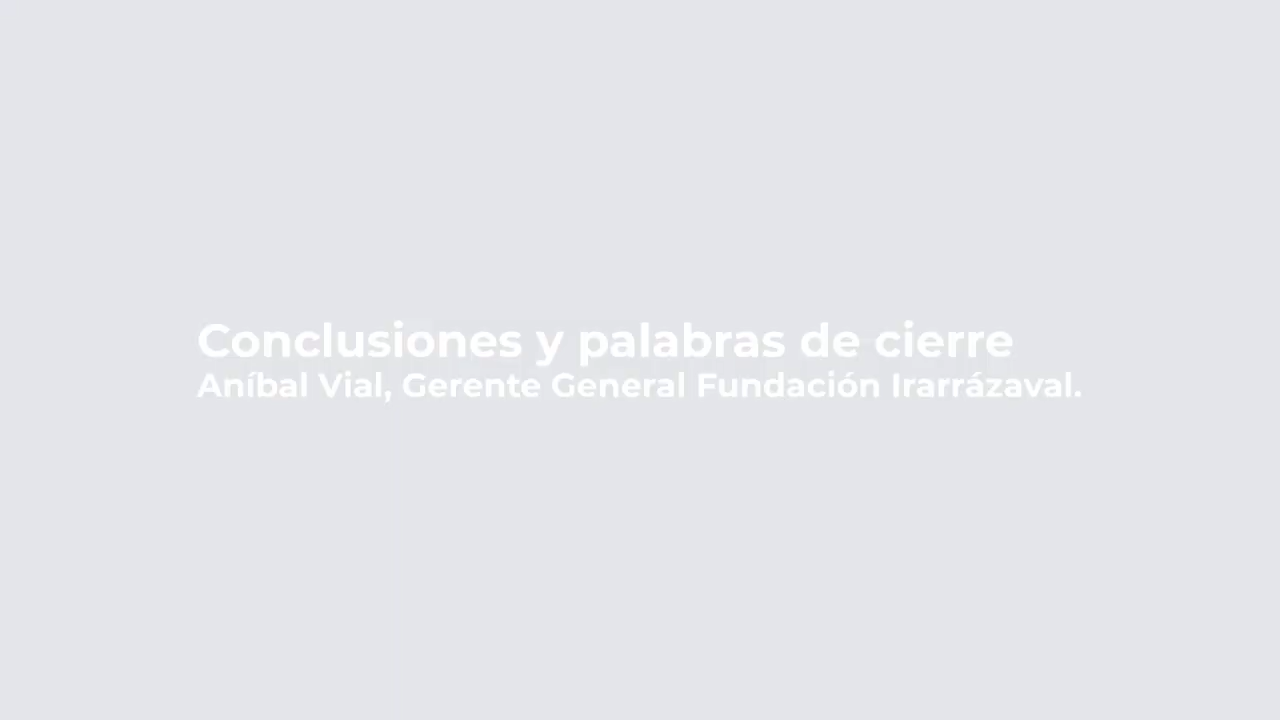 Conclusiones y palabras de cierre
Aníbal Vial, Gerente General Fundación Irarrázaval.